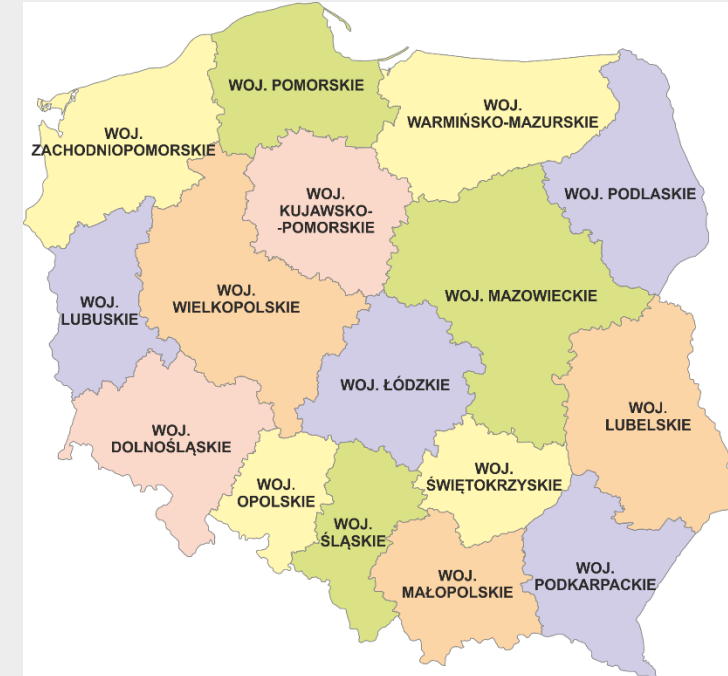 WOJ. POMORSKIE
WOJ.
WARMIŃSKO-MAZURSKIE
WOJ.
ZACHODNIOPOMORSKIE
WOJ. PODLASKIE
WOJ.
KUJAWSKO-
-POMORSKIE
WOJ.
WIELKOPOLSKIE
WOJ. MAZOWIECKIE
WOJ.
LUBUSKIE
WOJ. ŁÓDZKIE
WOJ.
LUBELSKIE
WOJ.
DOLNOŚLĄSKIE
WOJ.
ŚWIĘTOKRZYSKIE
WOJ.
OPOLSKIE
WOJ.
ŚLĄSKIE
WOJ.
MAŁOPOLSKIE
WOJ.
PODKARPACKIE